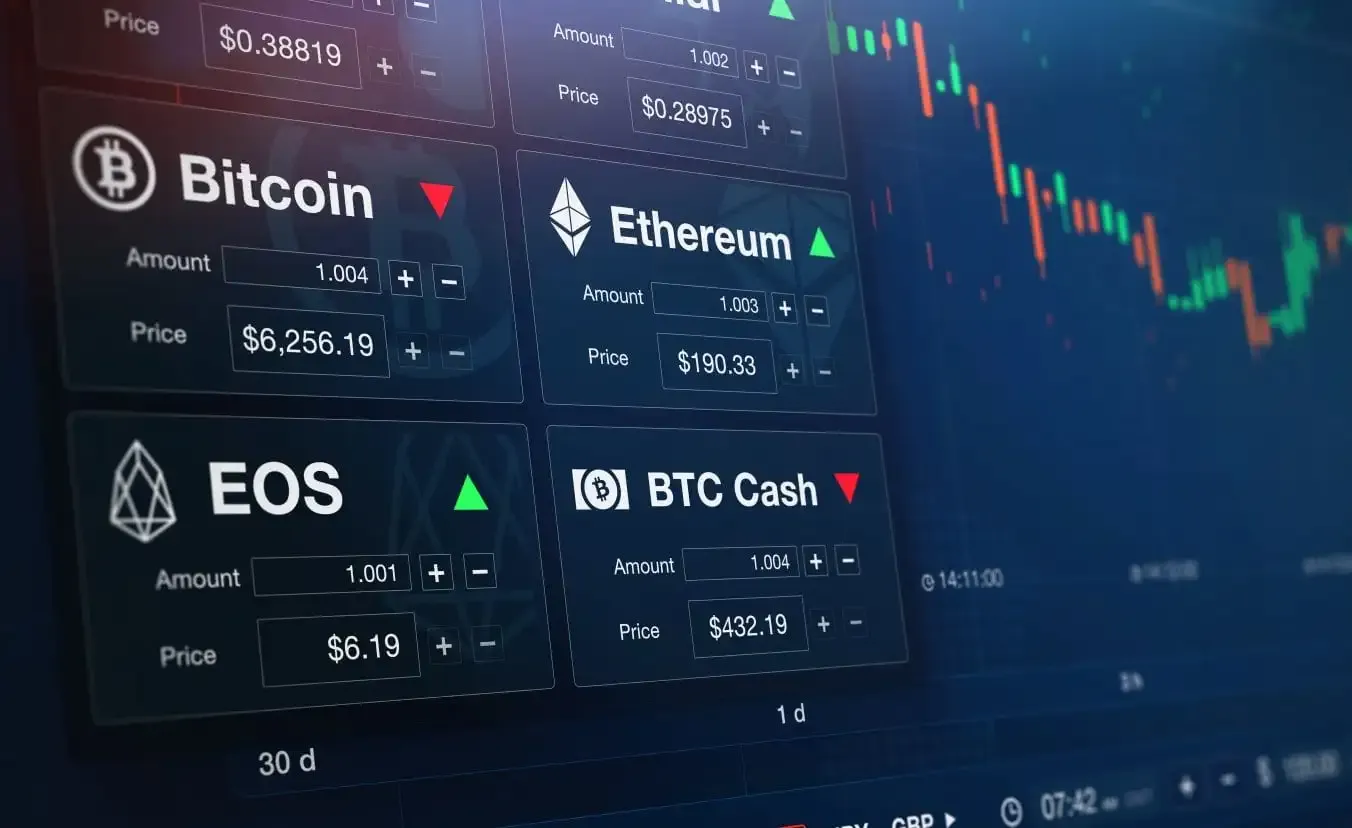 Price $0.38819 + −
Amount 1.002 + −
Price $0.28975 + −
Bitcoin
Amount 1.004 + −
Price $6,256.19 + −
Ethereum
Amount 1.003 + −
Price $190.33 + −
EOS
Amount 1.001 + −
Price $6.19 + −
BTC Cash
Amount 1.004 + −
Price $432.19 + −
14:11:00
30 d
1 d
GBP
07:42